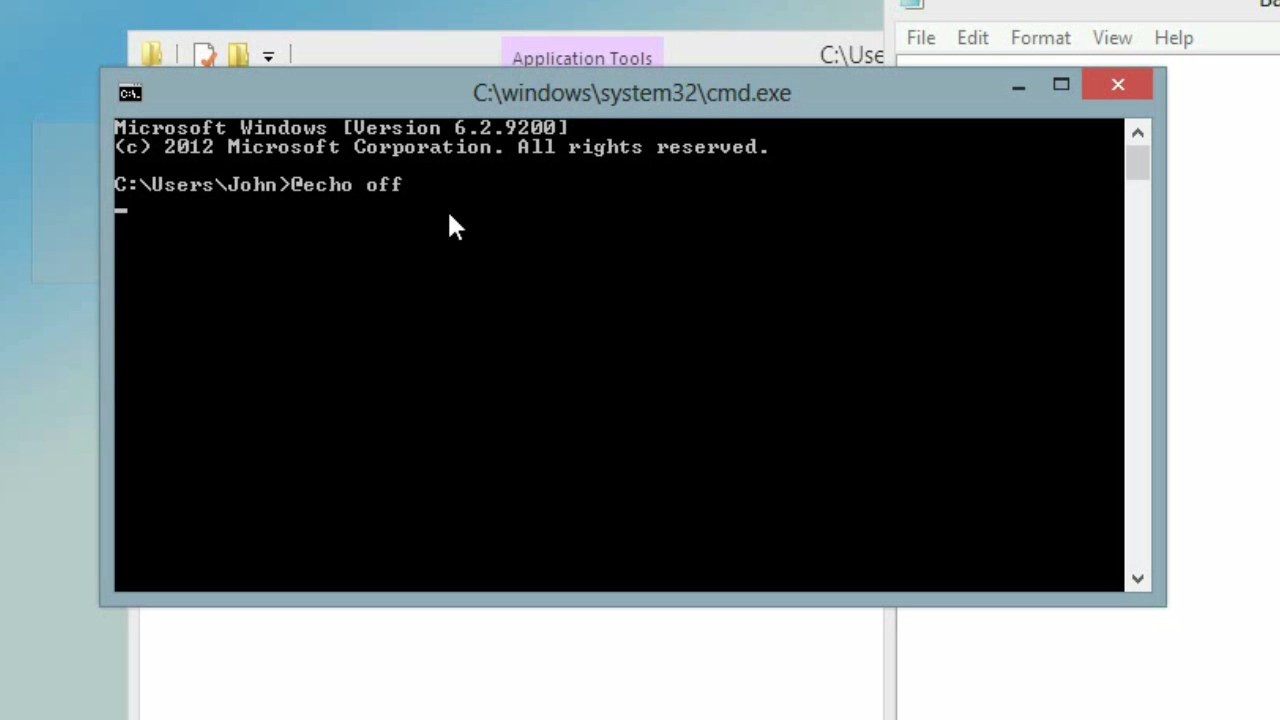 Ba
File Edit Format View Help
Application Tools
C:\Use
C:\windows\system32\cmd.exe
Microsoft Windows [Version 6.2.9200]
(c) 2012 Microsoft Corporation. All rights reserved.
C:\Users\John>@echo off